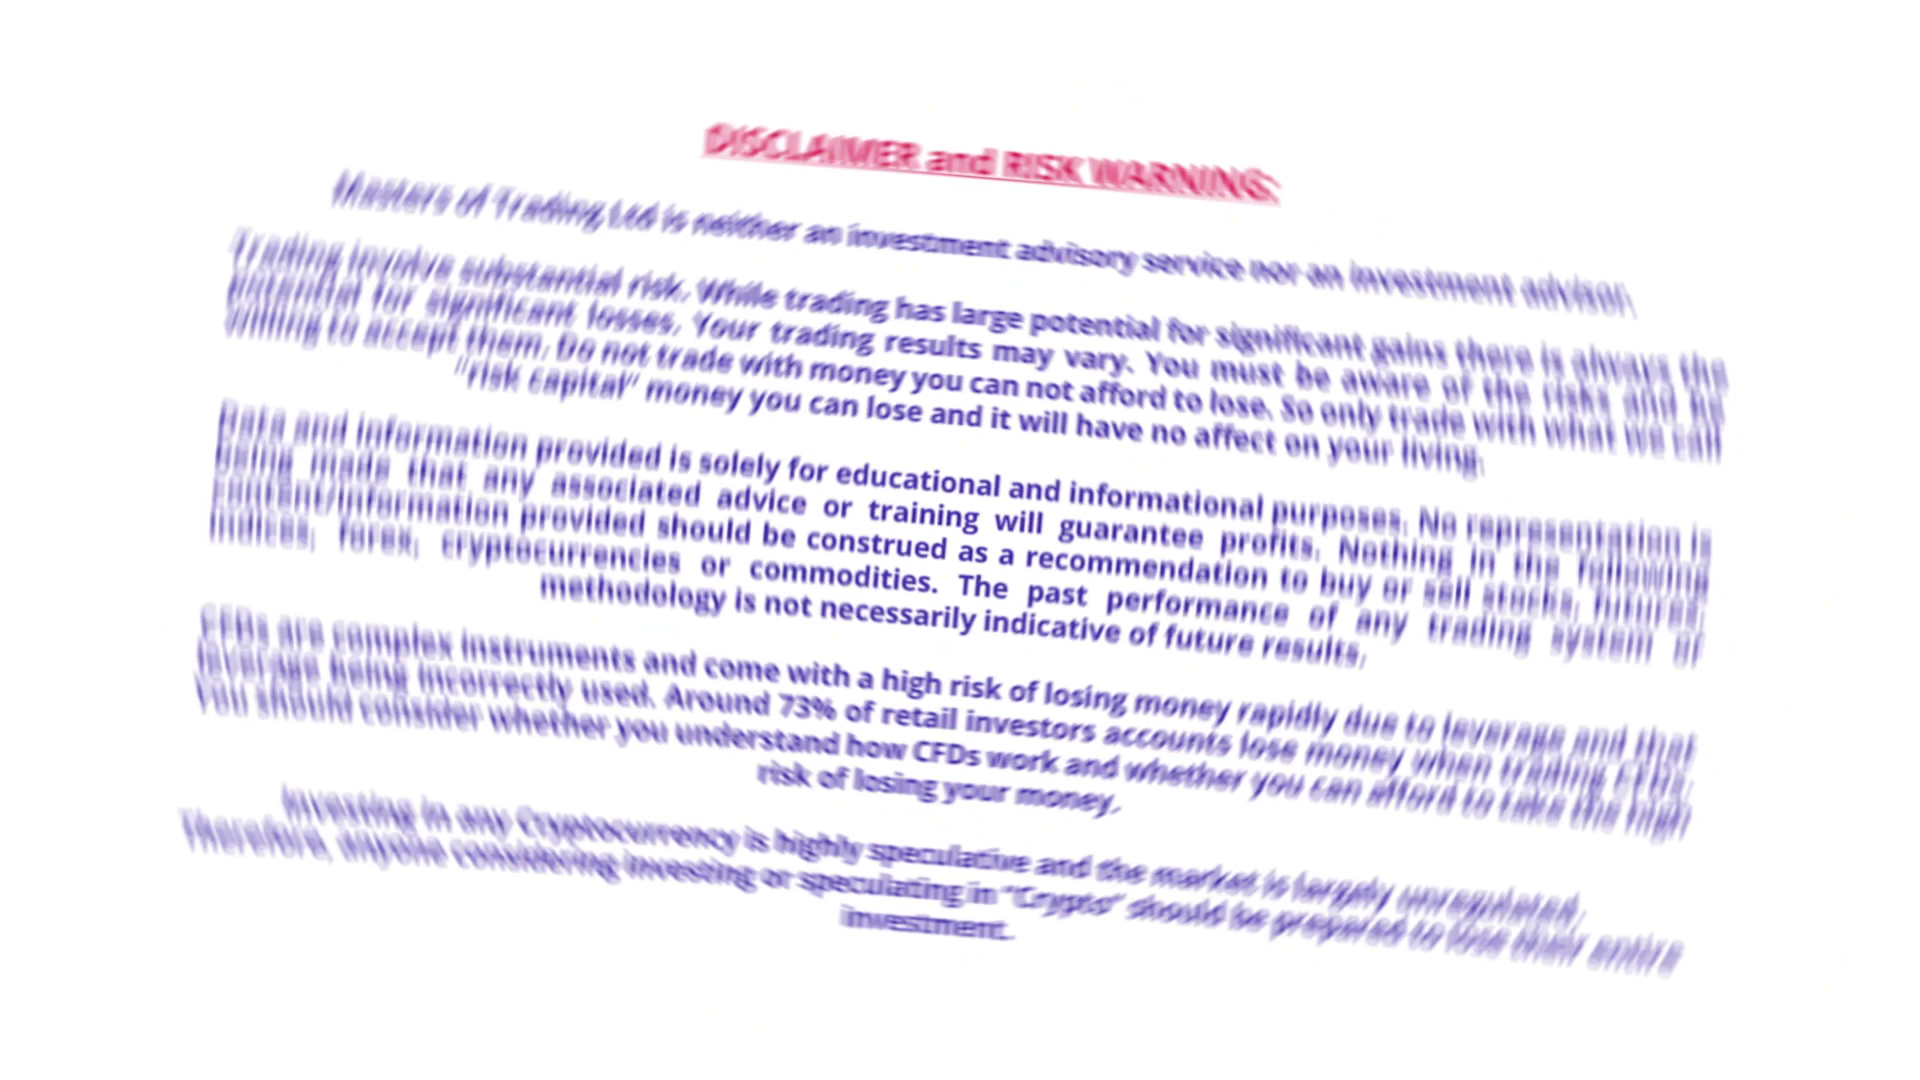 DISCLAIMER and RISK WARNING:
Masters of Trading Ltd is neither an investment advisory service nor an investment advisor.
Trading involve substantial risk. While trading has large potential for significant gains there is always the
potential for significant losses. Your trading results may vary. You must be aware of the risks and be
willing to accept them. Do not trade with money you can not afford to lose. So only trade with what we call
"risk capital" money you can lose and it will have no affect on your living.
Data and information provided is solely for educational and informational purposes. No representation is
being made that any associated advice or training will guarantee profits. Nothing in the following
content/information provided should be construed as a recommendation to buy or sell stocks, futures,
indices, forex, cryptocurrencies or commodities. The past performance of any trading system or
methodology is not necessarily indicative of future results.
CFDs are complex instruments and come with a high risk of losing money rapidly due to leverage and that
leverage being incorrectly used. Around 73% of retail investors accounts lose money when trading CFDs.
You should consider whether you understand how CFDs work and whether you can afford to take the high
risk of losing your money.
Investing in any Cryptocurrency is highly speculative and the market is largely unregulated.
Therefore, anyone considering investing or speculating in "Crypto" should be prepared to lose their entire
investment.